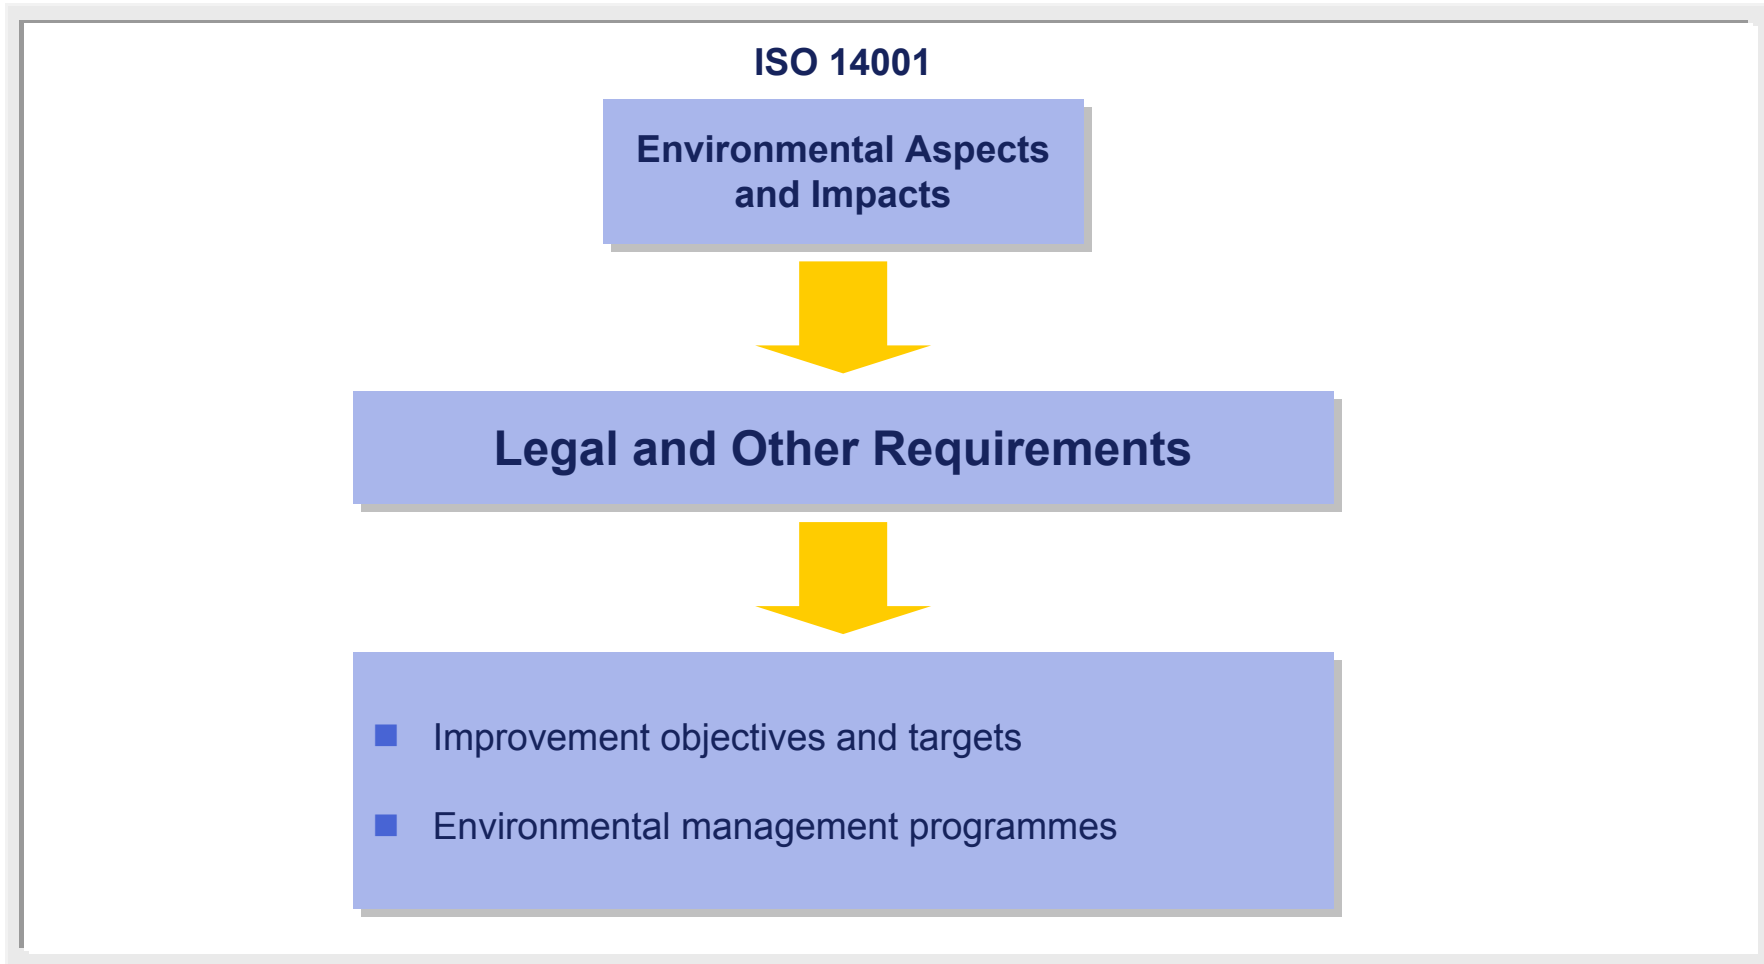 ISO 14001
Environmental Aspects
and Impacts
Legal and Other Requirements
Improvement objectives and targets
Environmental management programmes